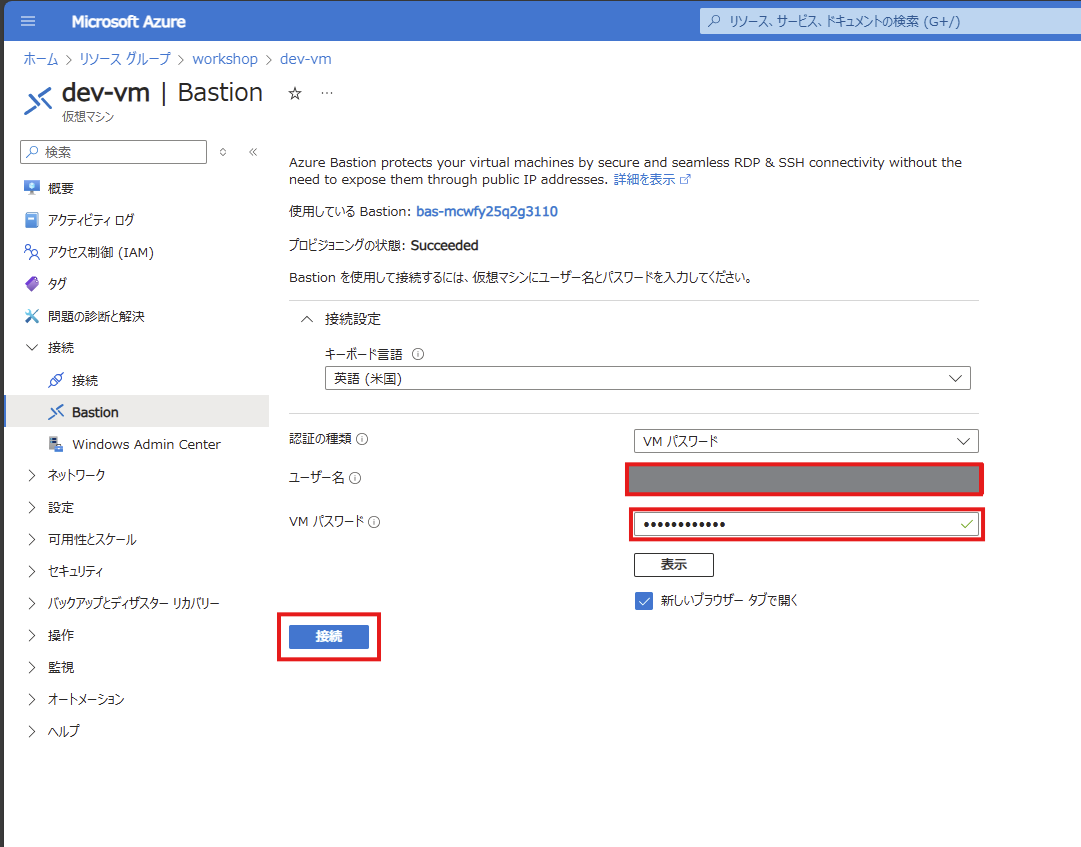 Microsoft Azure
リソース、サービス、ドキュメントの検索 (G+/)
ホーム > リソース グループ > workshop > dev-vm
dev-vm | Bastion
仮想マシン
検索
概要
アクティビティ ログ
アクセス制御 (IAM)
タグ
問題の診断と解決
接続
接続
Bastion
Windows Admin Center
ネットワーク
設定
可用性とスケール
セキュリティ
バックアップとディザスター リカバリー
操作
監視
オートメーション
ヘルプ
Azure Bastion protects your virtual machines by secure and seamless RDP & SSH connectivity without the
need to expose them through public IP addresses. 詳細を表示
使用している Bastion: bas-mcwfy25q2g3110
プロビジョニングの状態: Succeeded
Bastion を使用して接続するには、仮想マシンにユーザー名とパスワードを入力してください。
接続設定
キーボード言語
英語 (米国)
認証の種類
VM パスワード
ユーザー名
VM パスワード
••••••••••••
表示
新しいブラウザー タブで開く
接続